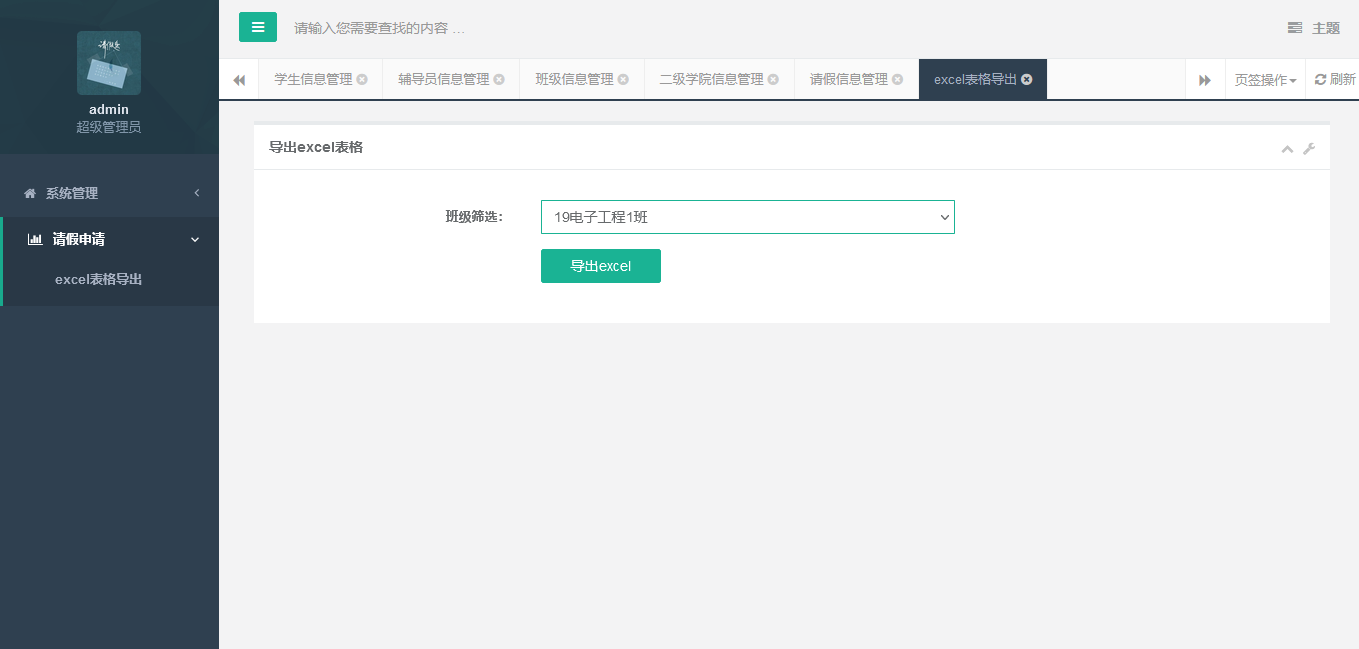 请输入您需要查找的内容 …
主题
admin
超级管理员
学生信息管理
辅导员信息管理
班级信息管理
二级学院信息管理
请假信息管理
excel表格导出
页签操作
刷新
系统管理
请假申请
excel表格导出
导出excel表格
班级筛选：
19电子工程1班
导出excel